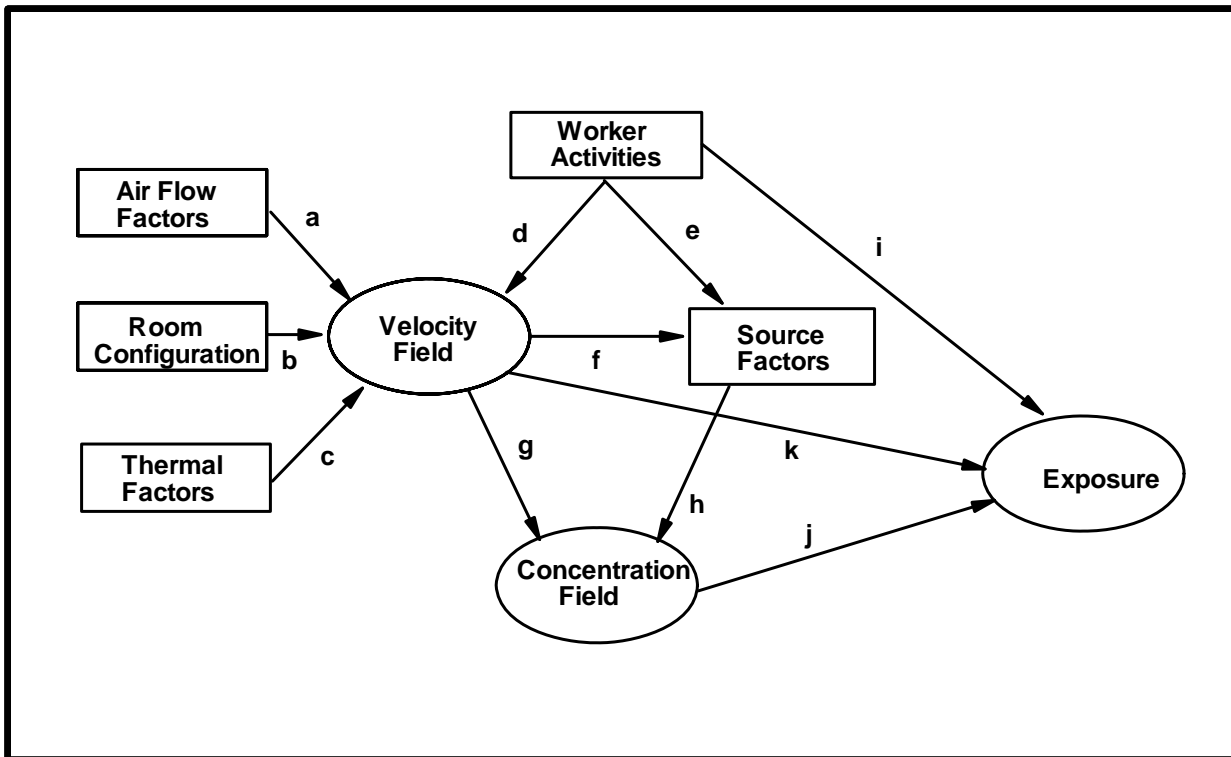 Worker
Activities
Air Flow
Factors
a
d
e
i
Room
Configuration
b
Velocity
Field
f
Source
Factors
Thermal
Factors
c
g
k
Exposure
h
j
Concentration
Field